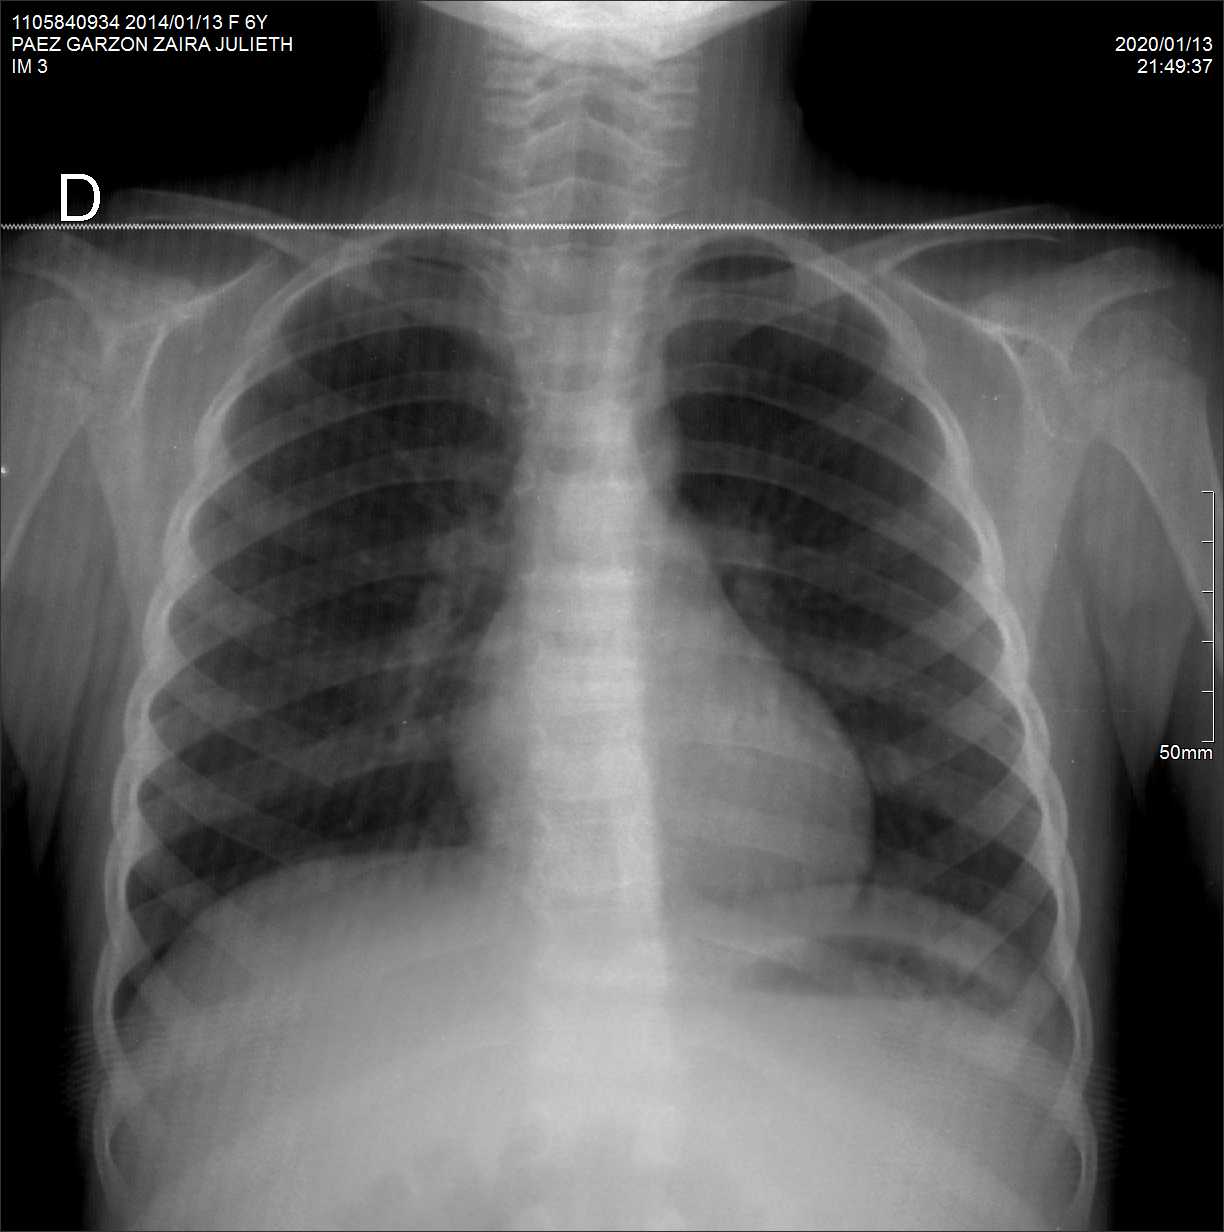 1105840934 2014/01/13 F 6Y
PAEZ GARZON ZAIRA JULIETH
IM 3
2020/01/13
21:49:37
D
50mm